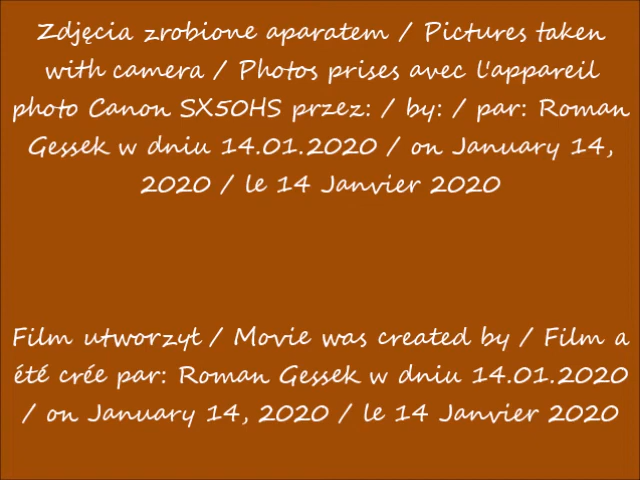 Zdjęcia zrobione aparatem / Pictures taken
with camera / Photos prises avec l'appareil
photo Canon SX50HS przez: / by: / par: Roman
Gessek w dniu 14.01.2020 / on January 14,
2020 / le 14 Janvier 2020
Film utworzył / Movie was created by / Film a
été crée par: Roman Gessek w dniu 14.01.2020
/ on January 14, 2020 / le 14 Janvier 2020